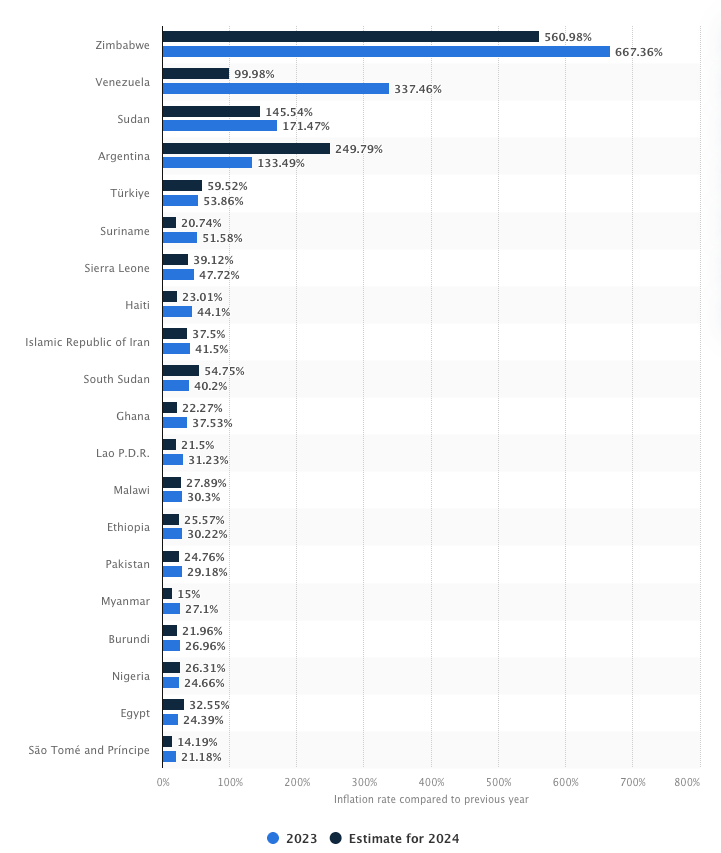 Zimbabwe
560.98%
667.36%
Venezuela
99.98%
337.46%
Sudan
145.54%
171.47%
Argentina
249.79%
133.49%
Türkiye
59.52%
53.86%
Suriname
20.74%
51.58%
Sierra Leone
39.12%
47.72%
Haiti
23.01%
44.1%
Islamic Republic of Iran
37.5%
41.5%
South Sudan
54.75%
40.2%
Ghana
22.27%
37.53%
Lao P.D.R.
21.5%
31.23%
Malawi
27.89%
30.3%
Ethiopia
25.57%
30.22%
Pakistan
24.76%
29.18%
Myanmar
15%
27.1%
Burundi
21.96%
26.96%
Nigeria
26.31%
24.66%
Egypt
32.55%
24.39%
São Tomé and Príncipe
14.19%
21.18%
0% 100% 200% 300% 400% 500% 600% 700% 800%
Inflation rate compared to previous year
2023 Estimate for 2024